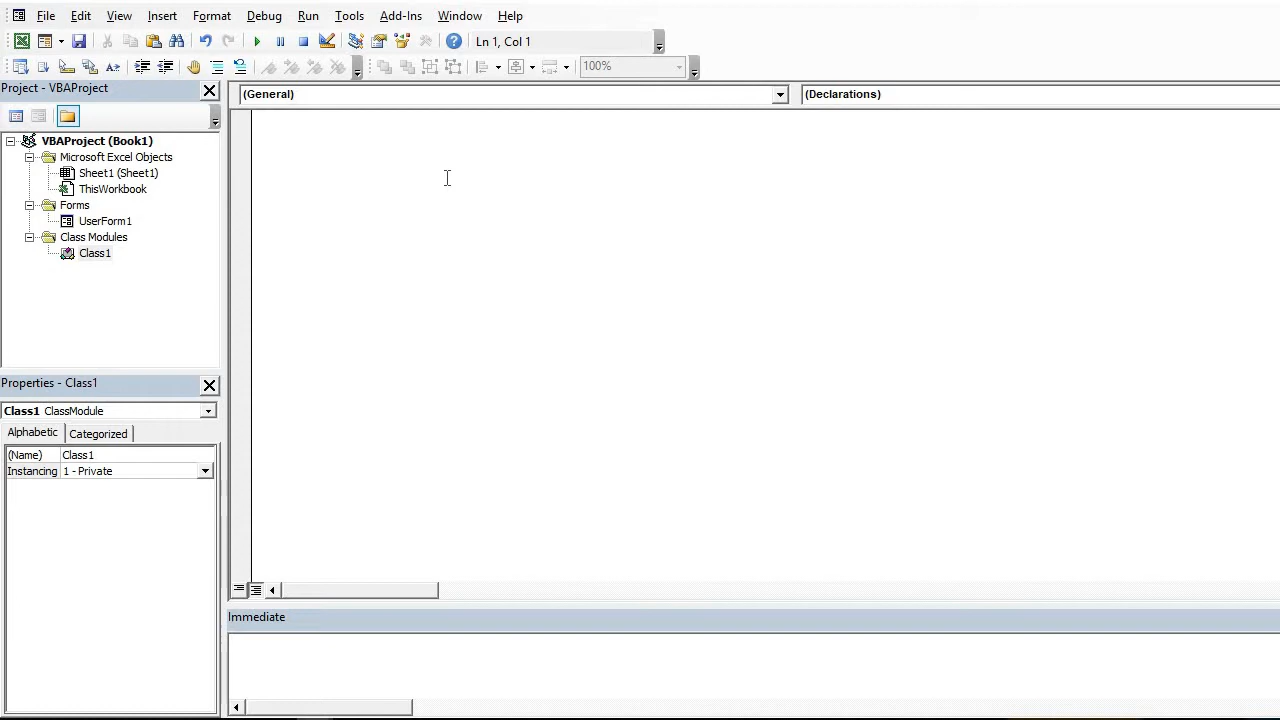 File Edit View Insert Format Debug Run Tools Add-Ins Window Help
Ln 1, Col 1
100%
Project - VBAProject
(General) (Declarations)
VBAProject (Book1)
Microsoft Excel Objects
Sheet1 (Sheet1)
ThisWorkbook
Forms
UserForm1
Class Modules
Class1
Properties - Class1
Class1 ClassModule
Alphabetic Categorized
(Name) Class1
Instancing 1 - Private
Immediate